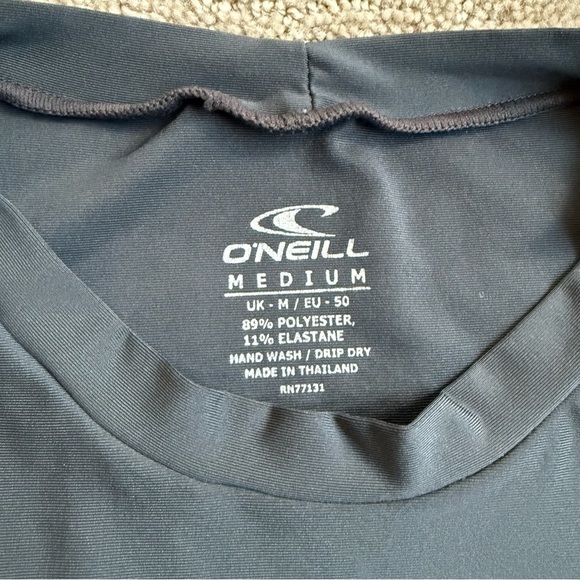 O'NEILL
MEDIUM
UK - M / EU - 50
89% POLYESTER,
11% ELASTANE
HAND WASH / DRIP DRY
MADE IN THAILAND
RN77131